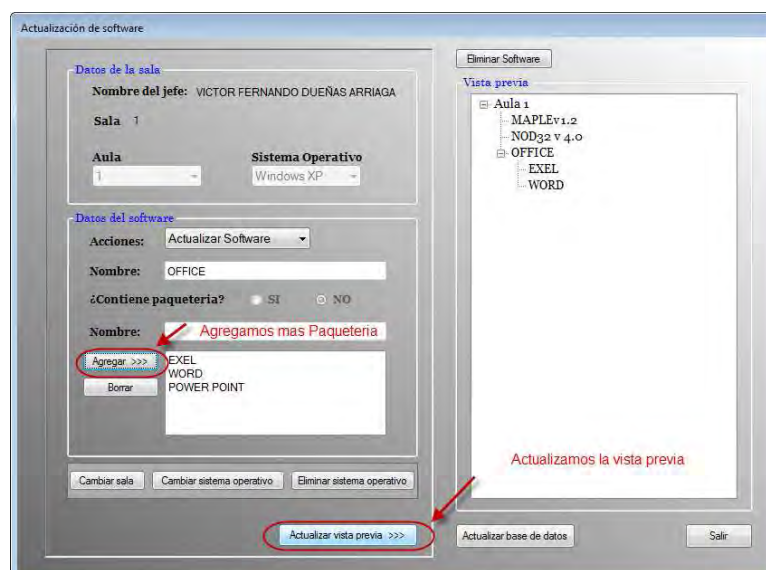 Actualización de software
Datos de la sala
Nombre del jefe: VICTOR FERNANDO DUEÑAS ARRIAGA
Sala 1
Aula
Sistema Operativo
1
Windows XP
Datos del software
Acciones: Actualizar Software
Nombre: OFFICE
¿Contiene paqueteria? SI NO
Nombre:
Agregamos mas Paqueteria
Agregar >>>
Borrar
EXEL
WORD
POWER POINT
Cambiar sala
Cambiar sistema operativo
Eliminar sistema operativo
Actualizar vista previa >>>
Eliminar Software
Vista previa
Aula 1
MAPLEv1.2
NOD32 v 4.0
OFFICE
EXEL
WORD
Actualizamos la vista previa
Actualizar base de datos
Salir